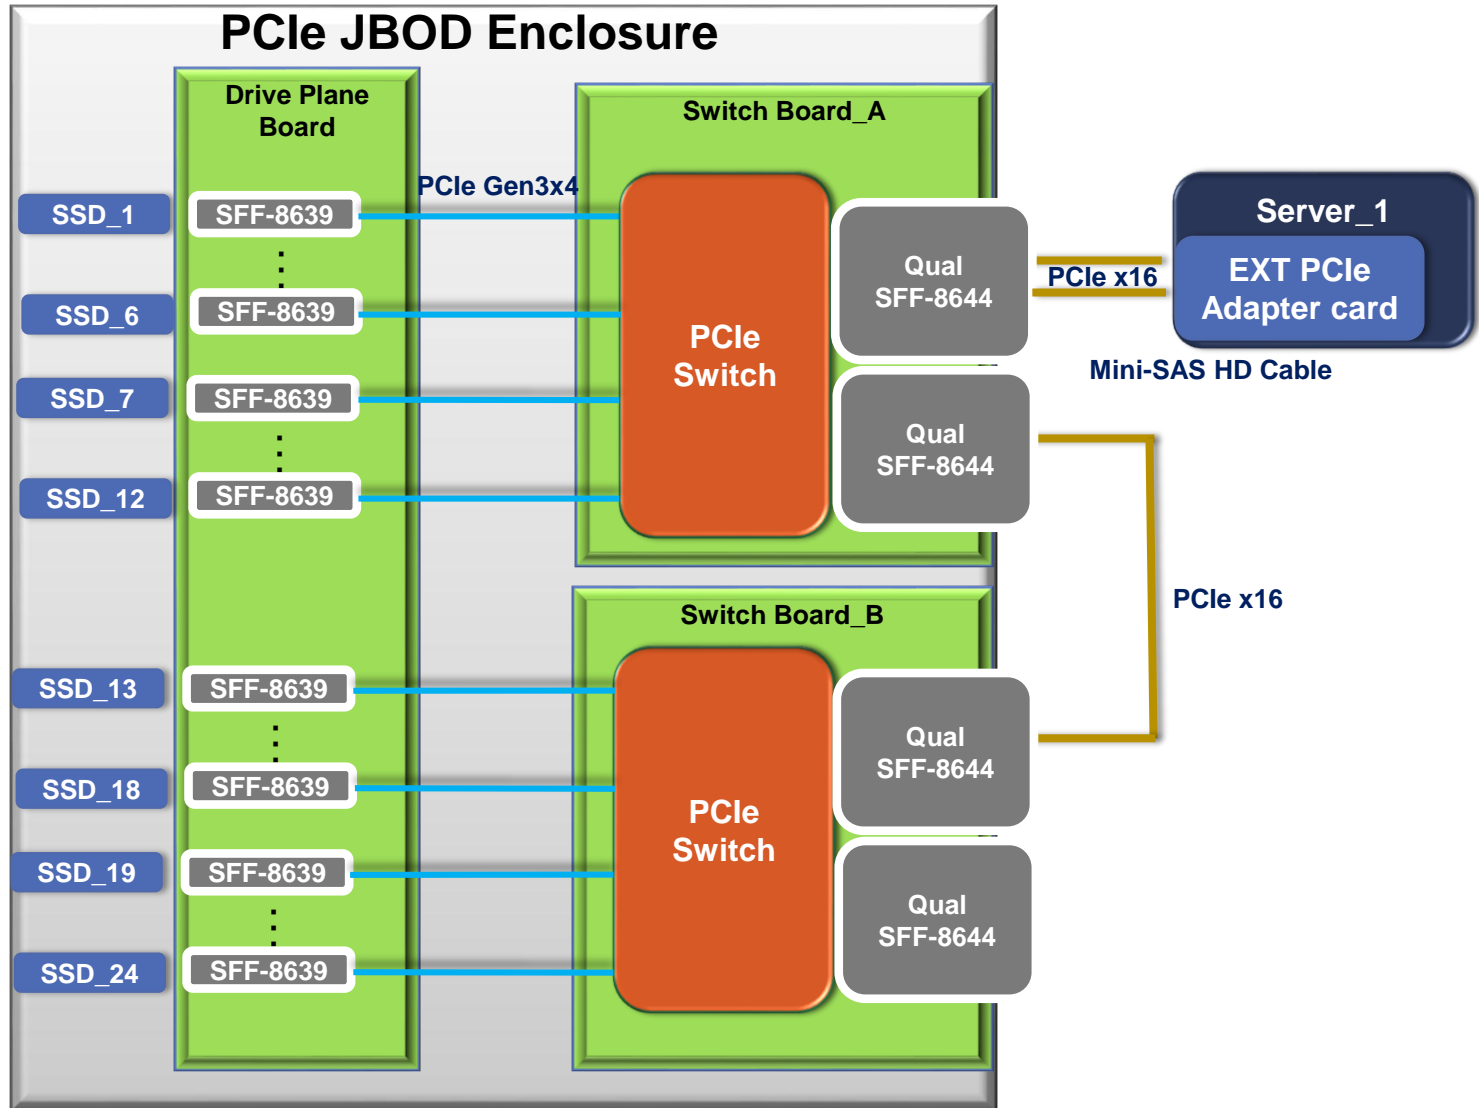 PCIe JBOD Enclosure
Drive Plane
Board
Switch Board_A
PCIe Gen3x4
SSD_1
SFF-8639
SSD_6
SFF-8639
SSD_7
SFF-8639
SSD_12
SFF-8639
PCIe
Switch
Qual
SFF-8644
Qual
SFF-8644
PCIe x16
Server_1
EXT PCIe
Adapter card
Mini-SAS HD Cable
PCIe x16
Switch Board_B
SSD_13
SFF-8639
SSD_18
SFF-8639
SSD_19
SFF-8639
SSD_24
SFF-8639
PCIe
Switch
Qual
SFF-8644
Qual
SFF-8644